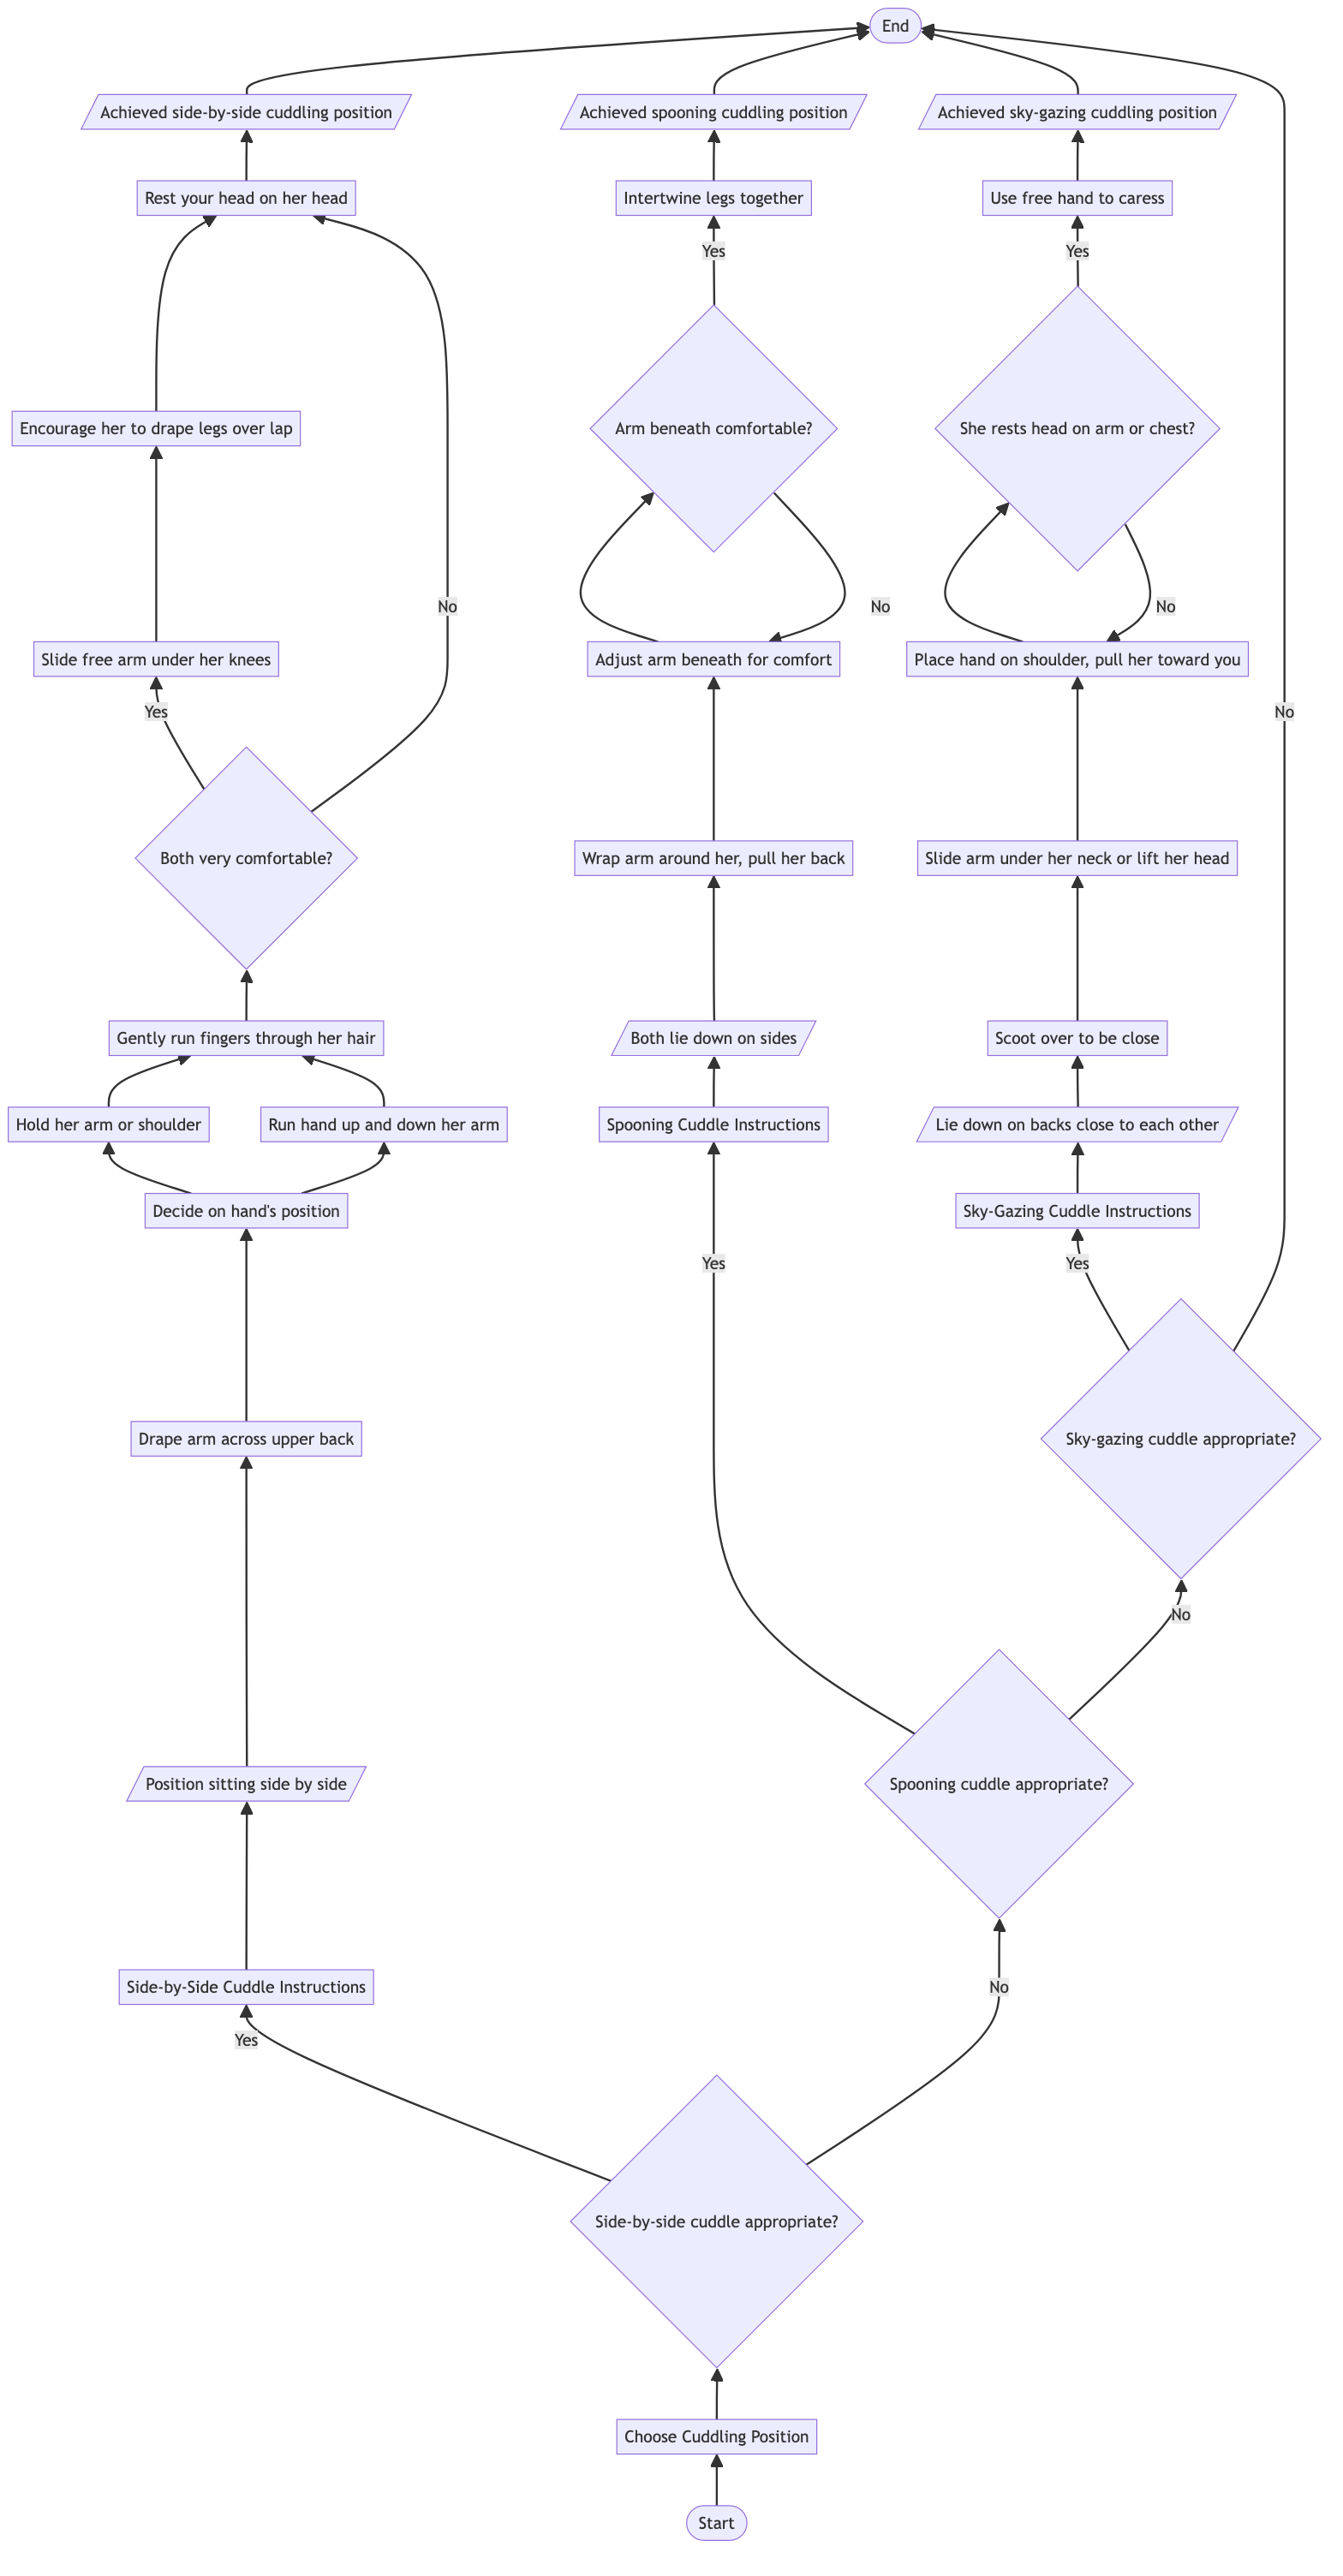 End
Achieved side-by-side cuddling position
Achieved spooning cuddling position
Achieved sky-gazing cuddling position
Rest your head on her head
Intertwine legs together
Use free hand to caress
Yes
Yes
Encourage her to drape legs over lap
Arm beneath comfortable?
She rests head on arm or chest?
No
No
No
Slide free arm under her knees
Adjust arm beneath for comfort
Place hand on shoulder, pull her toward you
Yes
No
Both very comfortable?
Wrap arm around her, pull her back
Slide arm under her neck or lift her head
Gently run fingers through her hair
Both lie down on sides
Scoot over to be close
Hold her arm or shoulder
Run hand up and down her arm
Spooning Cuddle Instructions
Lie down on backs close to each other
Decide on hand's position
Sky-Gazing Cuddle Instructions
Yes
Yes
Drape arm across upper back
Sky-gazing cuddle appropriate?
No
Position sitting side by side
Spooning cuddle appropriate?
Side-by-Side Cuddle Instructions
No
Yes
Side-by-side cuddle appropriate?
Choose Cuddling Position
Start